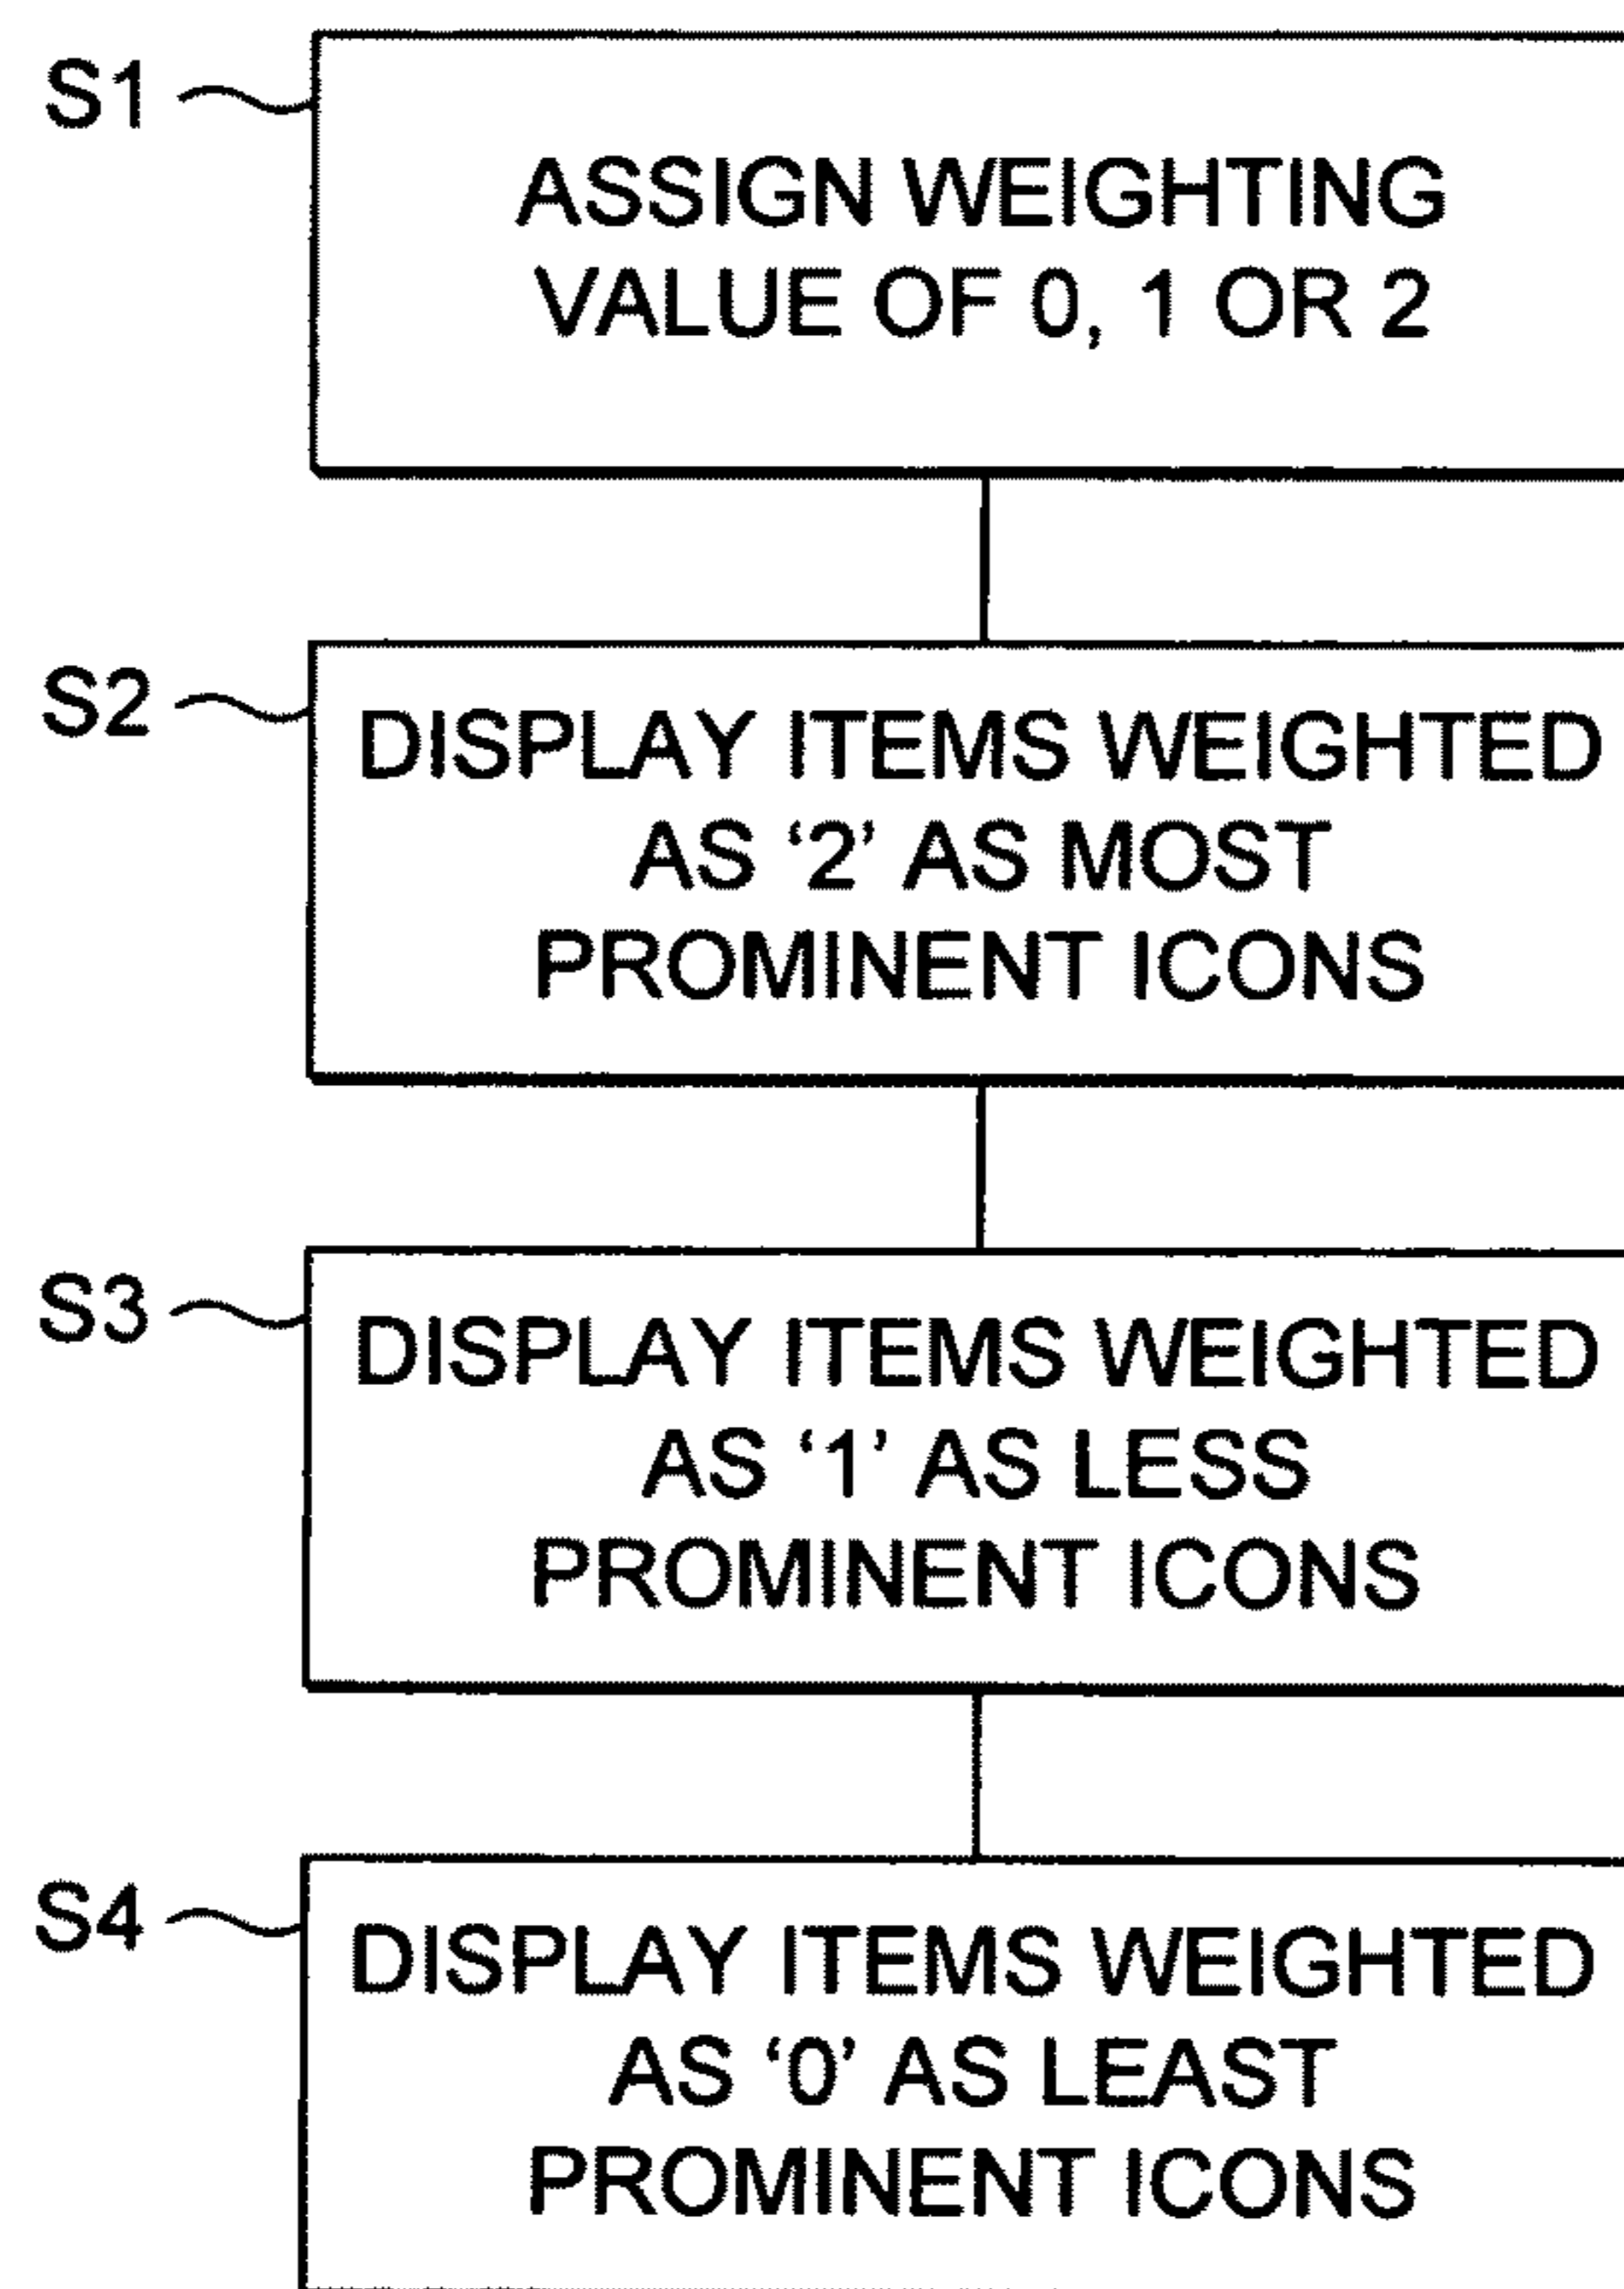 S1
ASSIGN WEIGHTING
VALUE OF 0, 1 OR 2
S2
DISPLAY ITEMS WEIGHTED
AS ‘2’ AS MOST
PROMINENT ICONS
S3
DISPLAY ITEMS WEIGHTED
AS ‘1’ AS LESS
PROMINENT ICONS
S4
DISPLAY ITEMS WEIGHTED
AS ‘0’ AS LEAST
PROMINENT ICONS